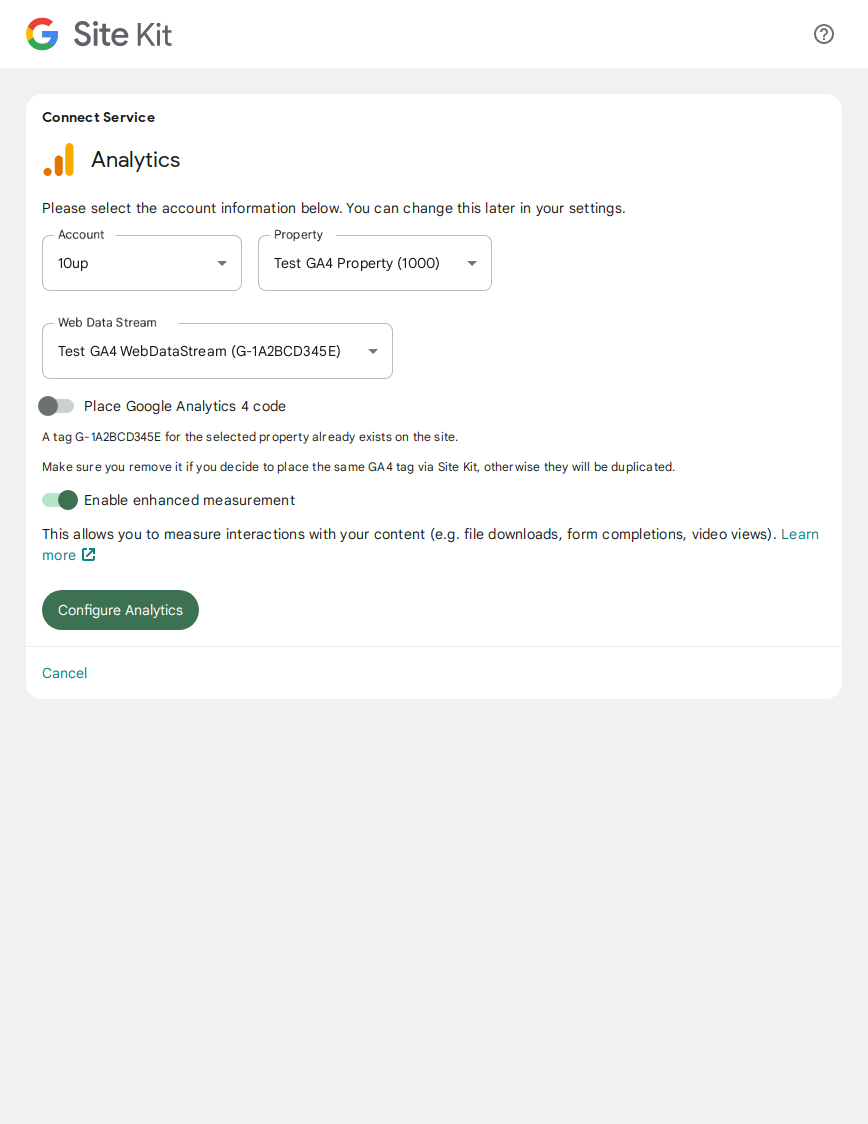 Site Kit
Connect Service
Analytics
Please select the account information below. You can change this later in your settings.
Account
10up
Property
Test GA4 Property (1000)
Web Data Stream
Test GA4 WebDataStream (G-1A2BCD345E)
Place Google Analytics 4 code
A tag G-1A2BCD345E for the selected property already exists on the site.
Make sure you remove it if you decide to place the same GA4 tag via Site Kit, otherwise they will be duplicated.
Enable enhanced measurement
This allows you to measure interactions with your content (e.g. file downloads, form completions, video views). Learn
more
Configure Analytics
Cancel